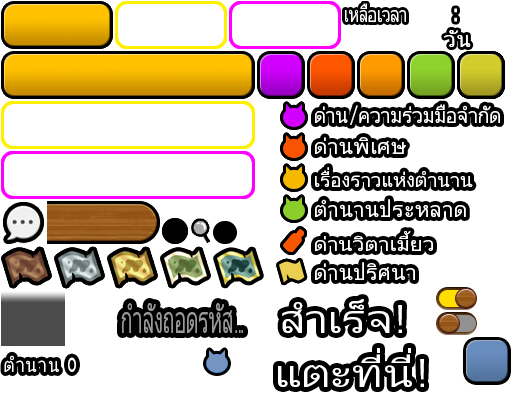 เหลือเวลา :
วัน
ด่าน/ความร่วมมือจำกัด
ด่านพิเศษ
เรื่องราวแห่งตำนาน
ตำนานประหลาด
ด่านวิตาเมี้ยว
ด่านปริศนา
กำลังถอดรหัส...
สำเร็จ!
ตำนาน 0
แตะที่นี่!